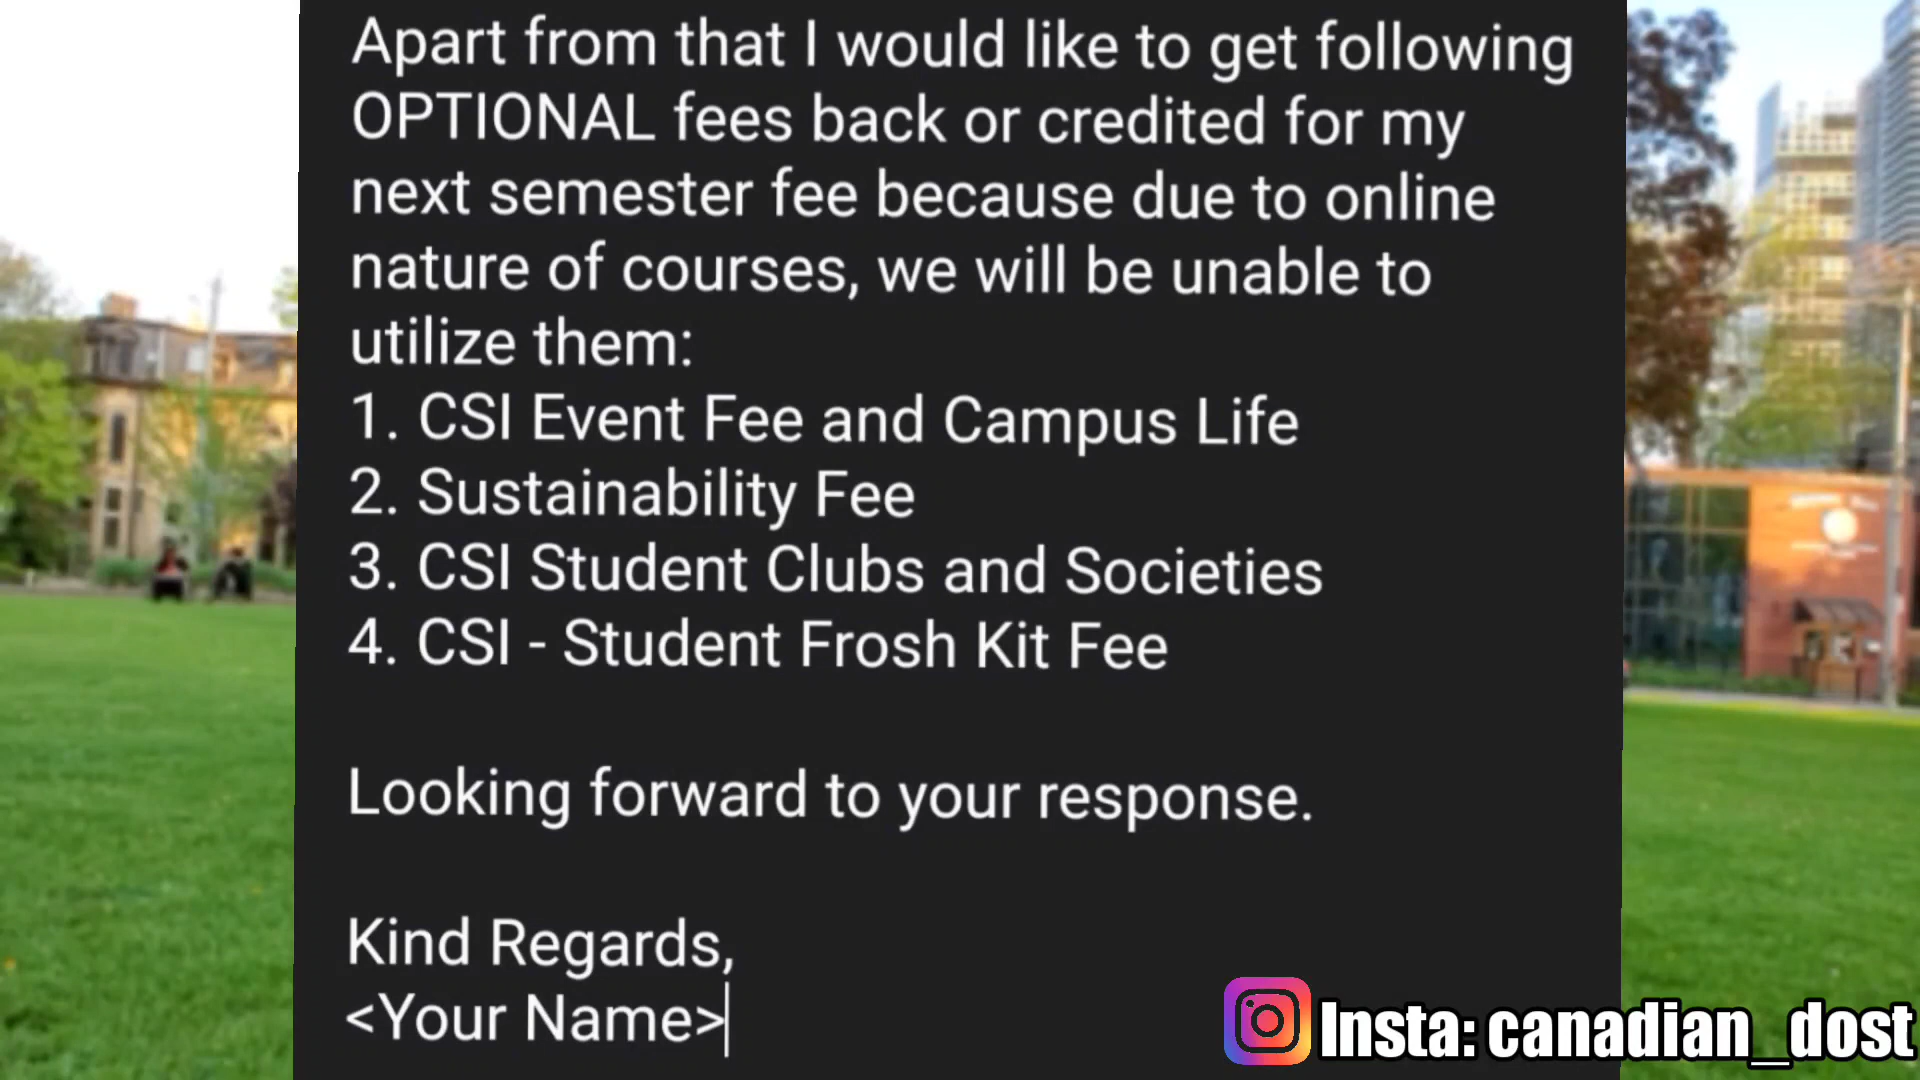 Apart from that I would like to get following
OPTIONAL fees back or credited for my
next semester fee because due to online
nature of courses, we will be unable to
utilize them:
1. CSI Event Fee and Campus Life
2. Sustainability Fee
3. CSI Student Clubs and Societies
4. CSI - Student Frosh Kit Fee
Looking forward to your response.
Kind Regards,
<Your Name>
Insta: canadian_dost